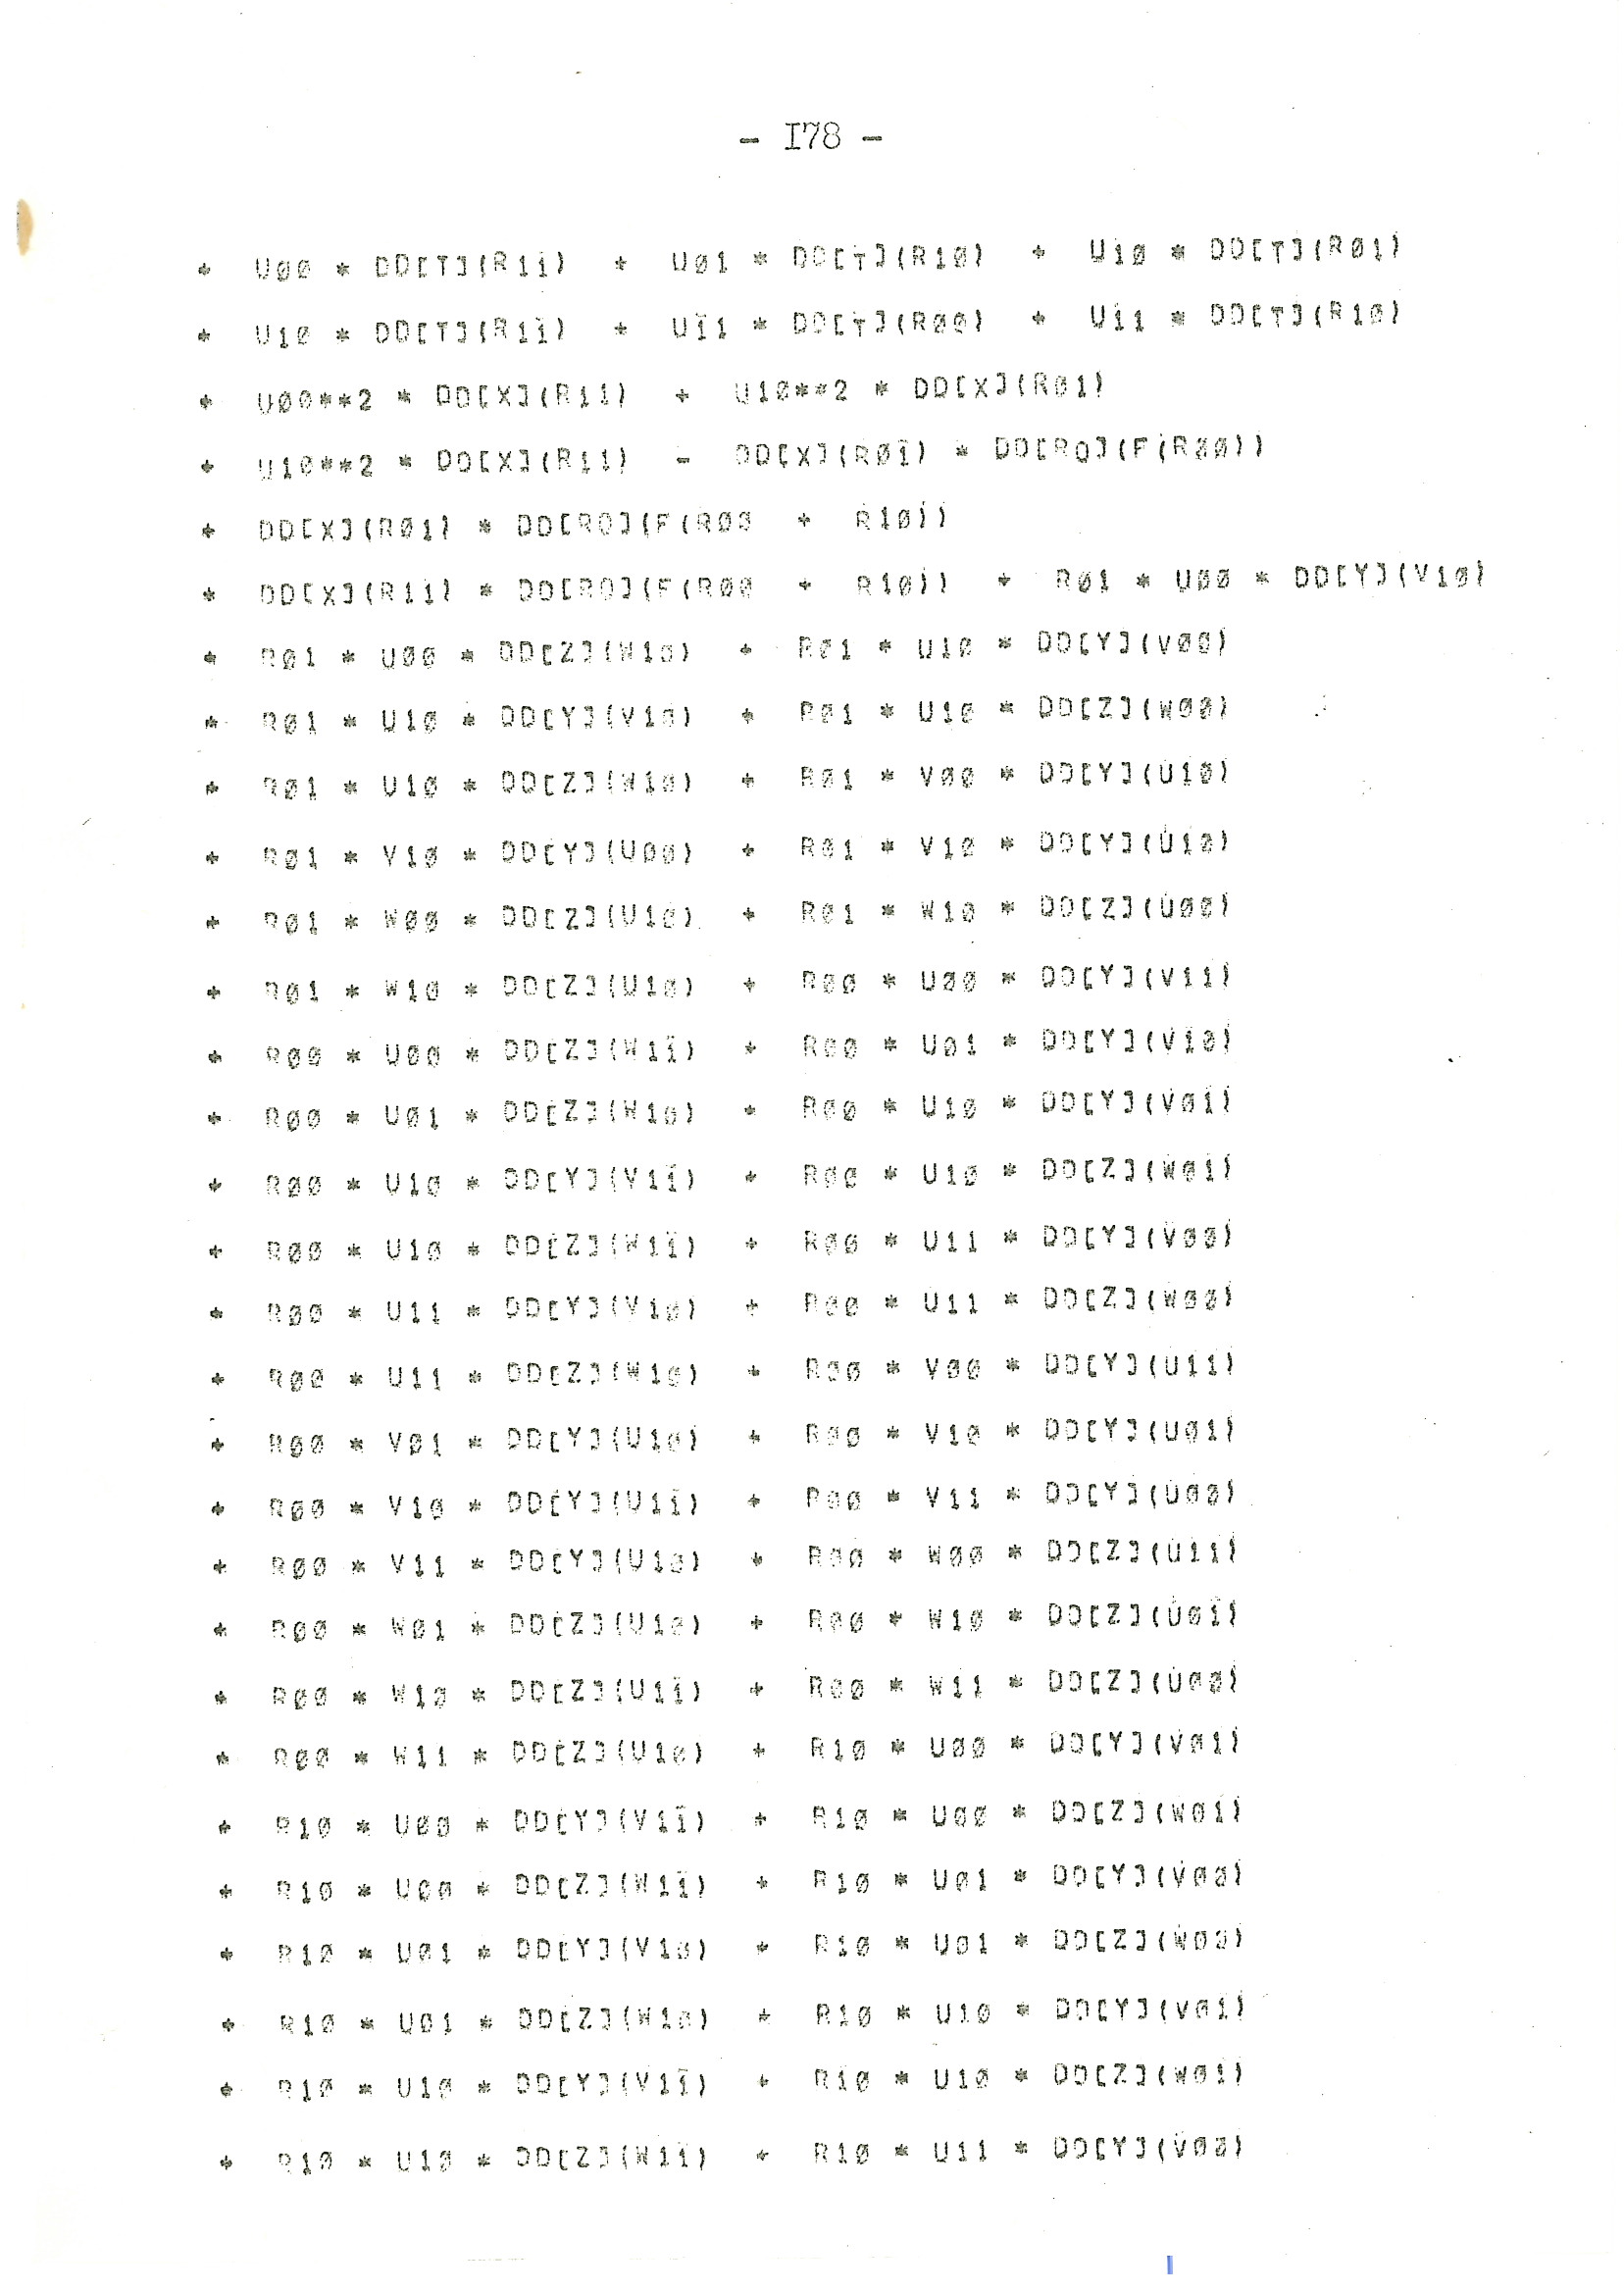 - I78 -
+ U00 * DD[T](R11) + U01 * DD[T](R10) + U10 * DD[T](R01)
+ U10 * DD[T](R11) + U11 * DD[T](R00) + U11 * DD[T](R10)
+ U00**2 * DD[X](R11) + U10**2 * DD[X](R01)
+ U10**2 * DD[X](R11) - DD[X](R01) * DD[RO](F(R00))
+ DD[X](R01) * DD[RO](F(R00 + R10))
+ DD[X](R11) * DD[RO](F(R00 + R10)) + R01 * U00 * DD[Y](V10)
+ R01 * U00 * DD[Z](W10) + R01 * U10 * DD[Y](V00)
+ R01 * U10 * DD[Y](V10) + R01 * U10 * DD[Z](W00)
+ R01 * U10 * DD[Z](W10) + R01 * V00 * DD[Y](U10)
+ R01 * V10 * DD[Y](U00) + R01 * V10 * DD[Y](U10)
+ R01 * W00 * DD[Z](U10) + R01 * W10 * DD[Z](U00)
+ R01 * W10 * DD[Z](U10) + R00 * U00 * DD[Y](V11)
+ R00 * U00 * DD[Z](W11) + R00 * U01 * DD[Y](V10)
+ R00 * U01 * DD[Z](W10) + R00 * U10 * DD[Y](V01)
+ R00 * U10 * DD[Y](V11) + R00 * U10 * DD[Z](W01)
+ R00 * U10 * DD[Z](W11) + R00 * U11 * DD[Y](V00)
+ R00 * U11 * DD[Y](V10) + R00 * U11 * DD[Z](W00)
+ R00 * U11 * DD[Z](W10) + R00 * V00 * DD[Y](U11)
+ R00 * V01 * DD[Y](U10) + R00 * V10 * DD[Y](U01)
+ R00 * V10 * DD[Y](U11) + R00 * V11 * DD[Y](U00)
+ R00 * V11 * DD[Y](U10) + R00 * W00 * DD[Z](U11)
+ R00 * W01 * DD[Z](U10) + R00 * W10 * DD[Z](U01)
+ R00 * W10 * DD[Z](U11) + R00 * W11 * DD[Z](U00)
+ R00 * W11 * DD[Z](U10) + R10 * U00 * DD[Y](V01)
+ R10 * U00 * DD[Y](V11) + R10 * U00 * DD[Z](W01)
+ R10 * U00 * DD[Z](W11) + R10 * U01 * DD[Y](V00)
+ R10 * U01 * DD[Y](V10) + R10 * U01 * DD[Z](W00)
+ R10 * U01 * DD[Z](W10) + R10 * U10 * DD[Y](V01)
+ R10 * U10 * DD[Y](V11) + R10 * U10 * DD[Z](W01)
+ R10 * U10 * DD[Z](W11) + R10 * U11 * DD[Y](V00)